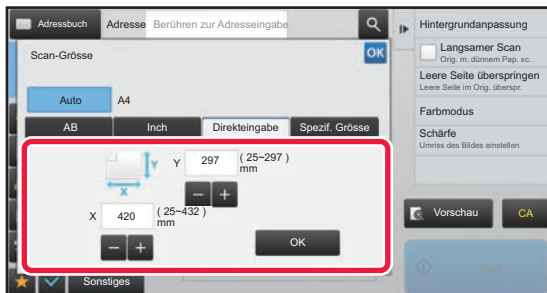 Adressbuch
Adresse
Berühren zur Adresseingabe
Scan-Grösse
OK
Auto
A4
AB
Inch
Direkteingabe
Spezif. Grösse
Y
Y 297 ( 25~297 )
mm
X
X 420 ( 25~432 )
mm
OK
Sonstiges
Hintergrundanpassung
Langsamer Scan
Orig. m. dünnem Pap. sc.
Leere Seite überspringen
Leere Seite im Orig. überspr.
Farbmodus
Schärfe
Umriss des Bildes einstellen
Vorschau
CA
Start